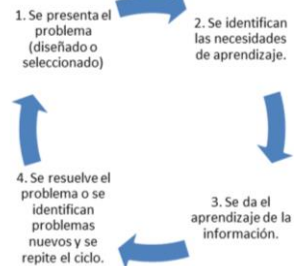 1. Se presenta el
problema
(diseñado o
seleccionado)
2. Se identifican
las necesidades
de aprendizaje.
3. Se da el
aprendizaje de la
información.
4. Se resuelve el
problema o se
identifican
problemas
nuevos y se
repite el ciclo.